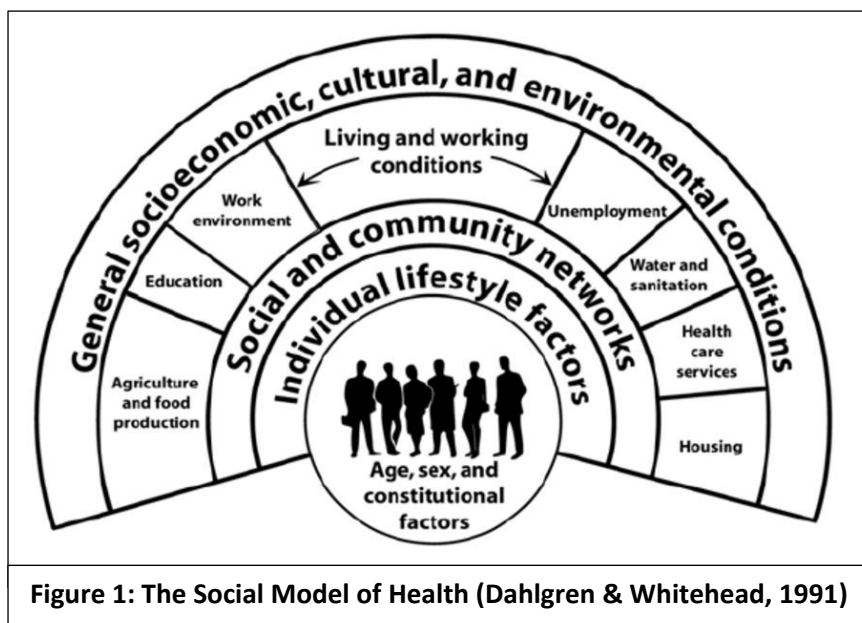 General socioeconomic, cultural, and environmental conditions
Living and working
conditions
Work
environment
Unemployment
Education
Water and
sanitation
Agriculture
and food
production
Health
care
services
Housing
Social and community networks
Individual lifestyle factors
Age, sex, and
constitutional
factors
Figure 1: The Social Model of Health (Dahlgren & Whitehead, 1991)